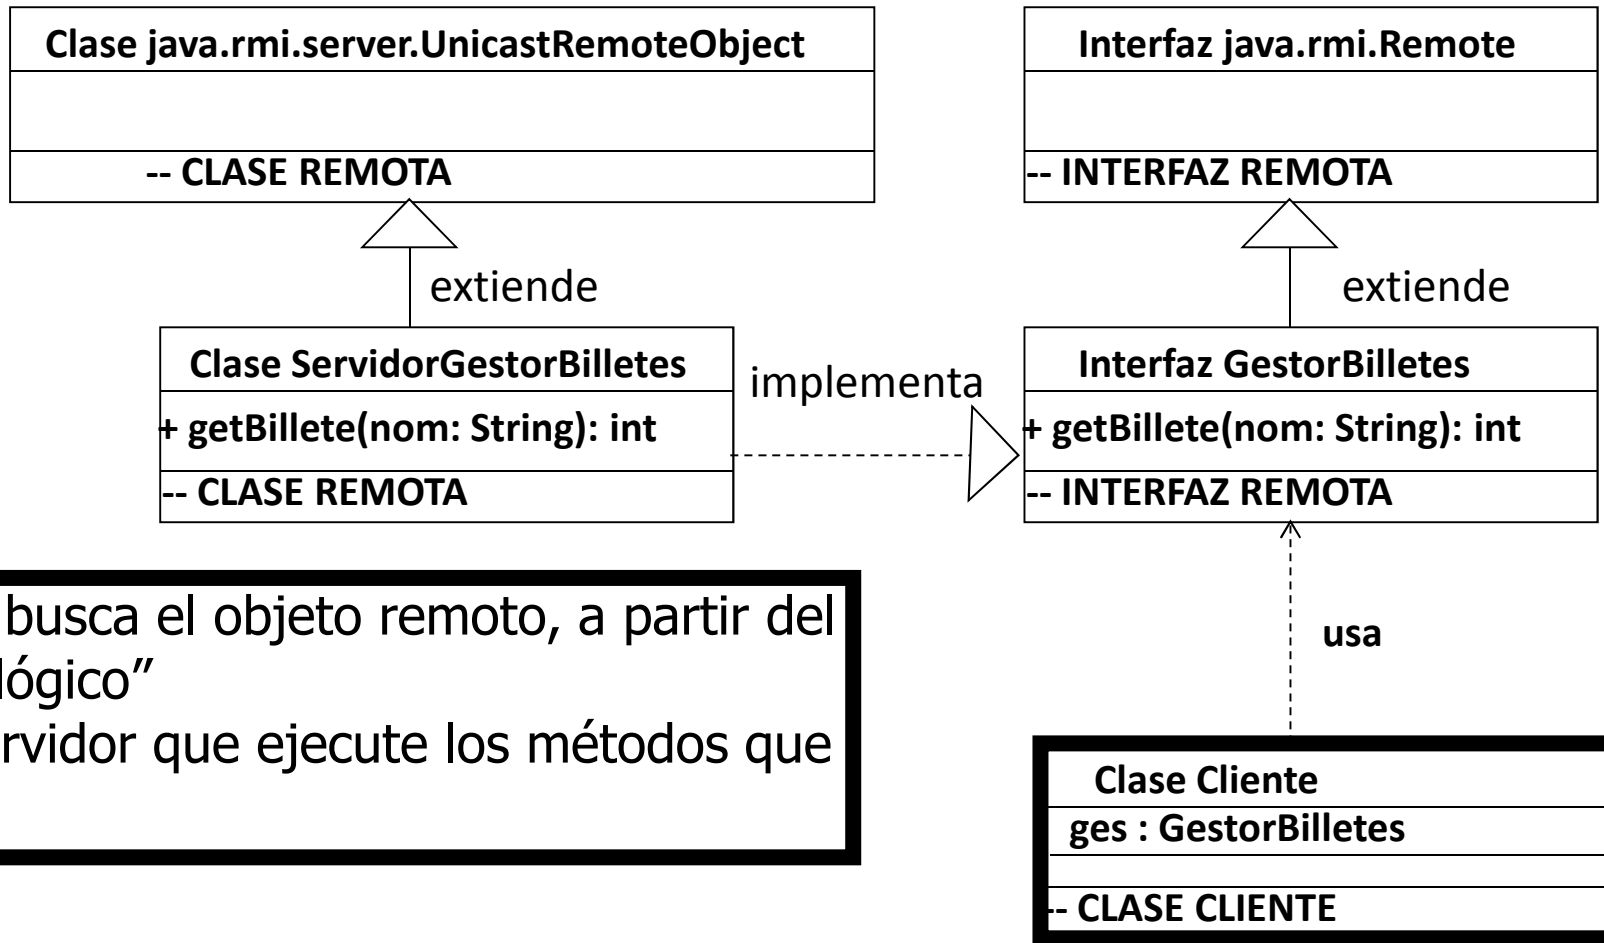 Clase java.rmi.server.UnicastRemoteObject
-- CLASE REMOTA
Interfaz java.rmi.Remote
-- INTERFAZ REMOTA
extiende
extiende
Clase ServidorGestorBilletes
+ getBillete(nom: String): int
-- CLASE REMOTA
implementa
Interfaz GestorBilletes
+ getBillete(nom: String): int
-- INTERFAZ REMOTA
busca el objeto remoto, a partir del
lógico”
rvidor que ejecute los métodos que
usa
Clase Cliente
ges : GestorBilletes
-- CLASE CLIENTE